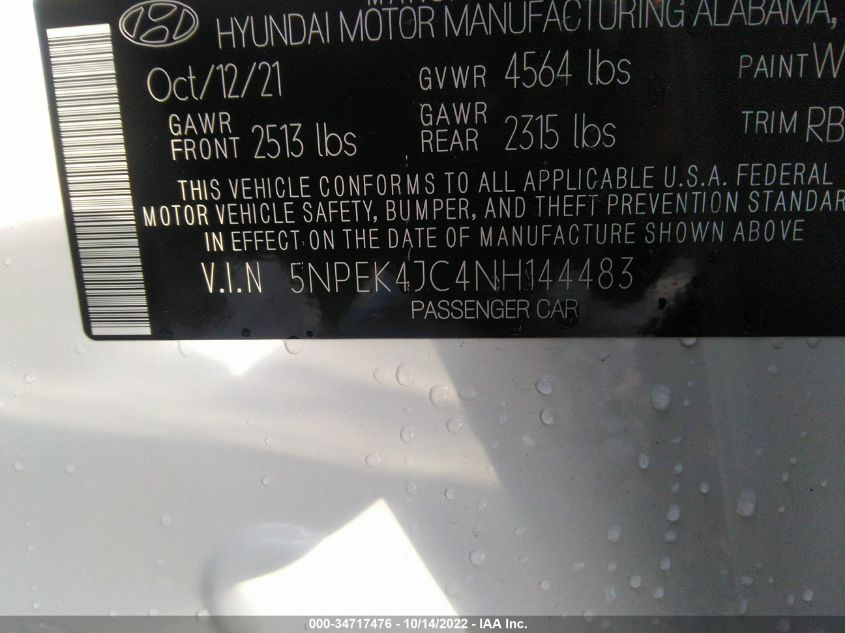 HYUNDAI MOTOR MANUFACTURING ALABAMA,
Oct/12/21 GVWR 4564 lbs PAINT W
GAWR FRONT 2513 lbs GAWR REAR 2315 lbs TRIM RB
THIS VEHICLE CONFORMS TO ALL APPLICABLE U.S.A. FEDERAL
MOTOR VEHICLE SAFETY, BUMPER, AND THEFT PREVENTION STANDAR
IN EFFECT ON THE DATE OF MANUFACTURE SHOWN ABOVE
V.I.N 5NPEK4JC4NH144483
PASSENGER CAR
000-34717476 - 10/14/2022 - IAA Inc.